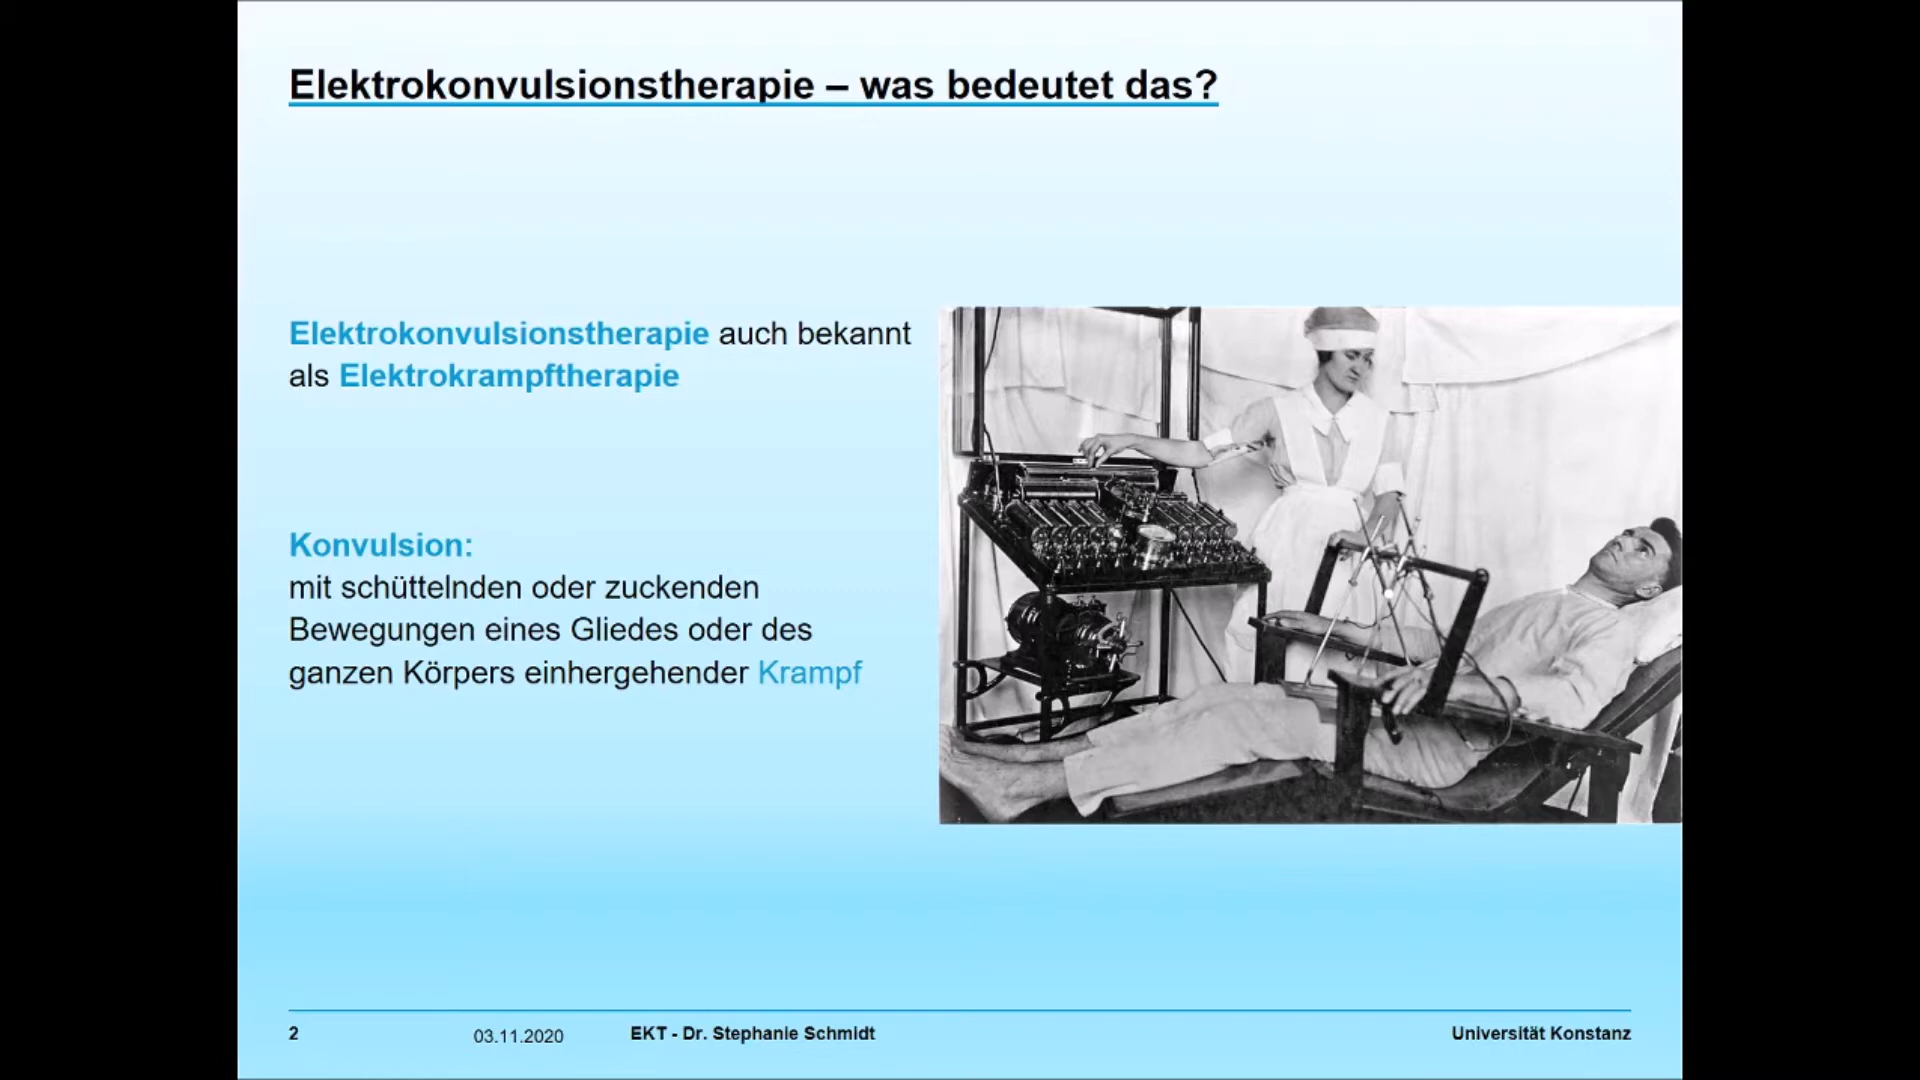 Elektrokonvulsionstherapie – was bedeutet das?
Elektrokonvulsionstherapie auch bekannt
als Elektrokrampftherapie
Konvulsion:
mit schüttelnden oder zuckenden
Bewegungen eines Gliedes oder des
ganzen Körpers einhergehender Krampf
2
03.11.2020
EKT - Dr. Stephanie Schmidt
Universität Konstanz